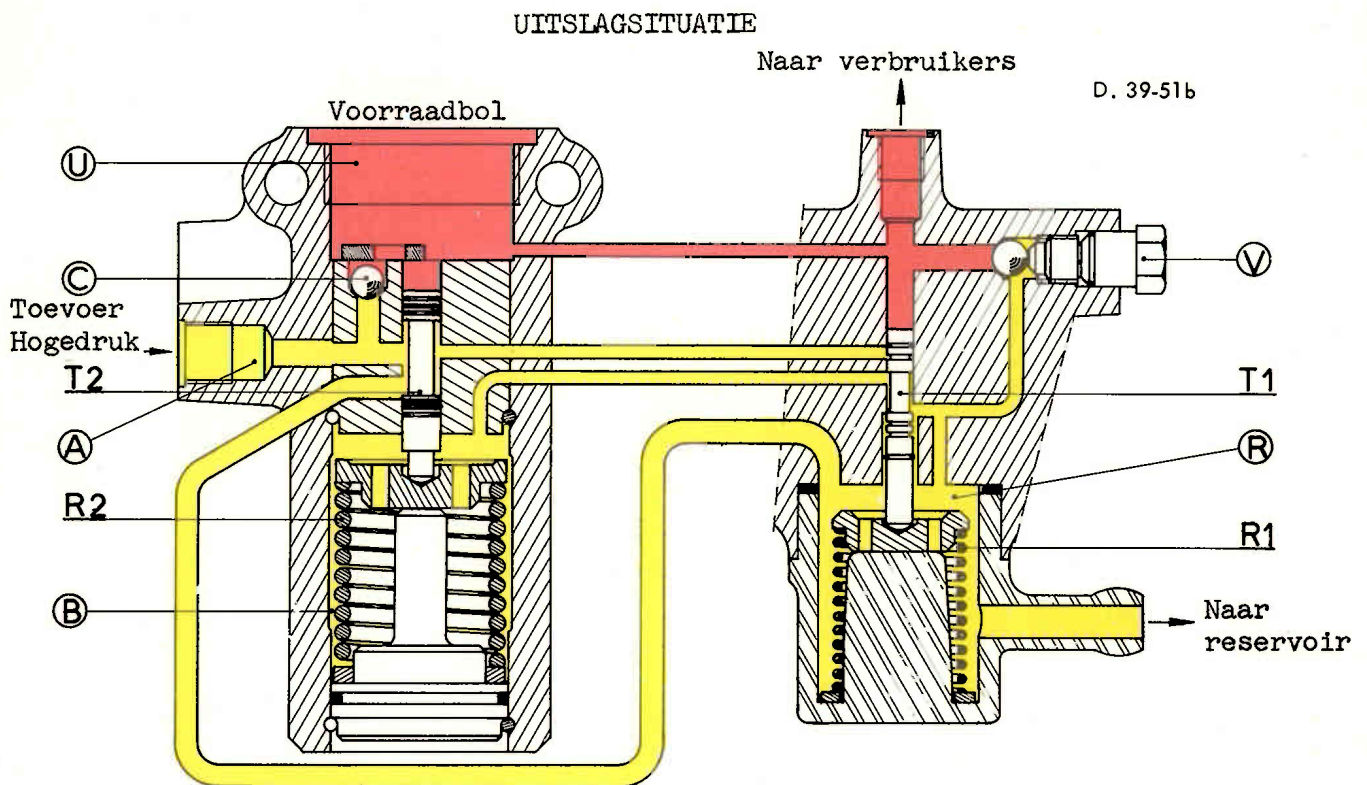 UITSLAGSITUATIE
Naar verbruikers
D. 39-51b
Voorraadbol
U
C
V
Toevoer
Hogedruk
T2
T1
A
R
R2
R1
B
Naar
reservoir